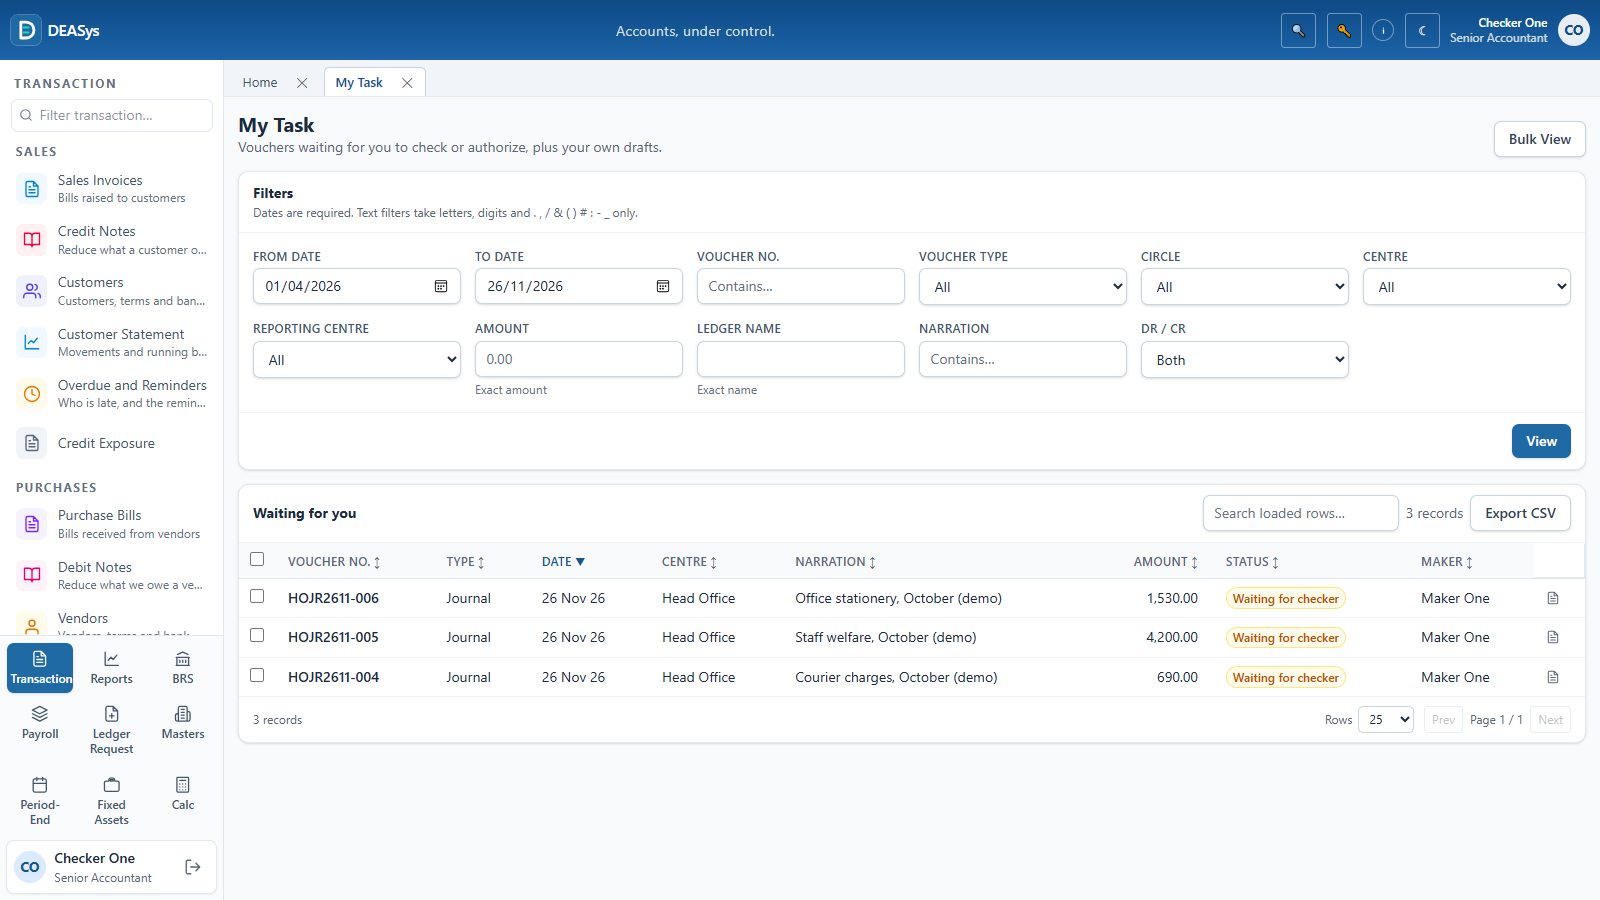 DEASys
Accounts, under control.
Checker One
Senior Accountant
CO
TRANSACTION
Filter transaction...
SALES
Sales Invoices
Bills raised to customers
Credit Notes
Reduce what a customer o...
Customers
Customers, terms and ban...
Customer Statement
Movements and running b...
Overdue and Reminders
Who is late, and the remin...
Credit Exposure
PURCHASES
Purchase Bills
Bills received from vendors
Debit Notes
Reduce what we owe a ve...
Vendors
Transaction Reports BRS
Payroll Ledger Request Masters
Period-End Fixed Assets Calc
CO Checker One
Senior Accountant
Home My Task
My Task
Vouchers waiting for you to check or authorize, plus your own drafts.
Bulk View
Filters
Dates are required. Text filters take letters, digits and . , / & ( ) # : - _ only.
FROM DATE TO DATE VOUCHER NO. VOUCHER TYPE CIRCLE CENTRE
01/04/2026 26/11/2026 Contains... All All All
REPORTING CENTRE AMOUNT LEDGER NAME NARRATION DR / CR
All 0.00 Contains... Both
Exact amount Exact name
View
Waiting for you
Search loaded rows... 3 records Export CSV
VOUCHER NO. TYPE DATE CENTRE NARRATION AMOUNT STATUS MAKER
HOJR2611-006 Journal 26 Nov 26 Head Office Office stationery, October (demo) 1,530.00 Waiting for checker Maker One
HOJR2611-005 Journal 26 Nov 26 Head Office Staff welfare, October (demo) 4,200.00 Waiting for checker Maker One
HOJR2611-004 Journal 26 Nov 26 Head Office Courier charges, October (demo) 690.00 Waiting for checker Maker One
3 records Rows 25 Prev Page 1 / 1 Next